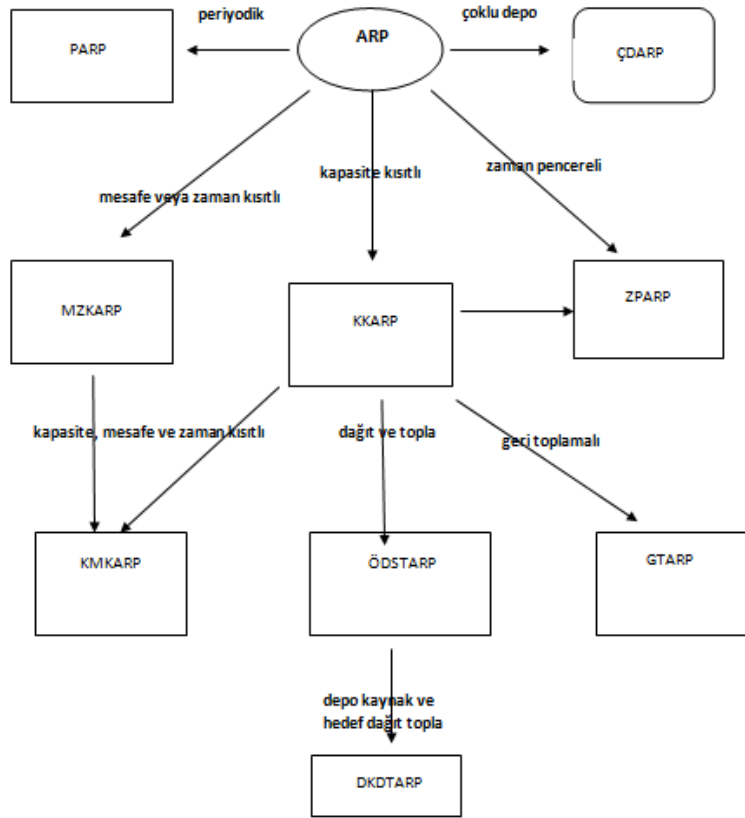 periyodik
ARP
çoklu depo
PARP
ÇDARP
mesafe veya zaman kısıtlı
kapasite kısıtlı
zaman pencereli
MZKARP
KKARP
ZPARP
kapasite, mesafe ve zaman kısıtlı
dağıt ve topla
geri toplamalı
KMKARP
ÖDSTARP
GTARP
depo kaynak ve
hedef dağıt topla
DKDTARP